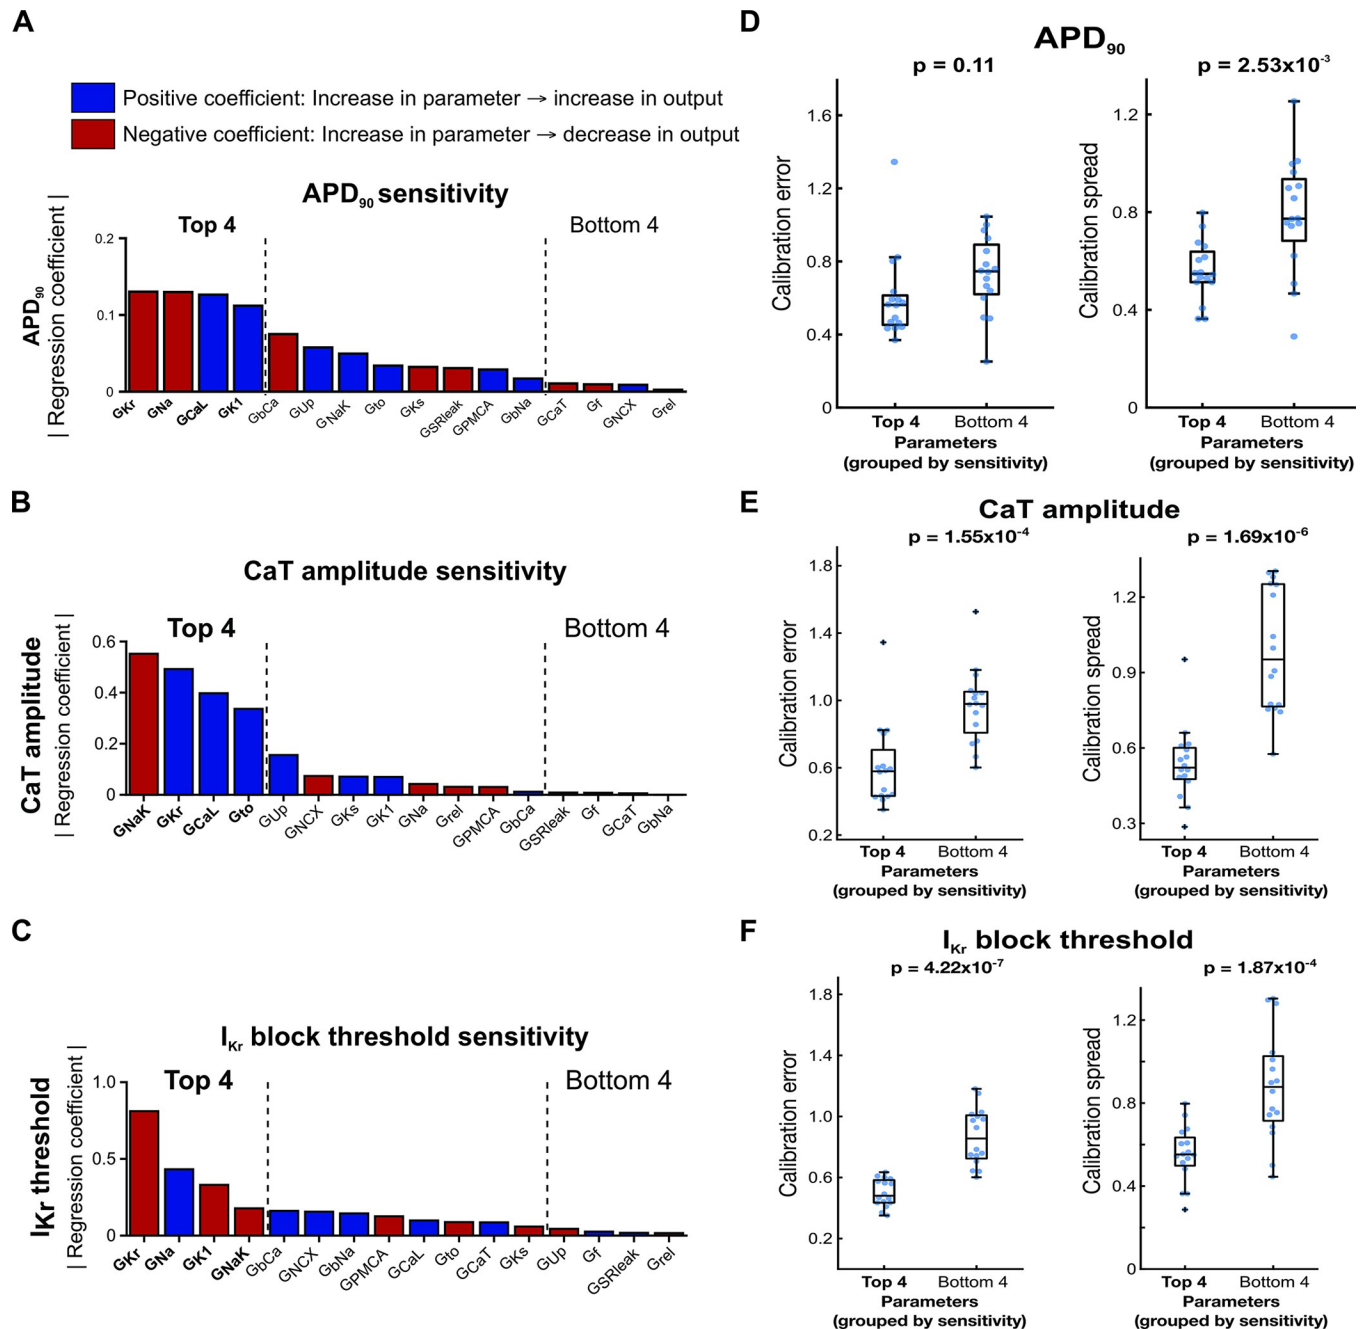 A
Positive coefficient: Increase in parameter → increase in output
Negative coefficient: Increase in parameter → decrease in output
APD90 sensitivity
Top 4
Bottom 4
APD90
| Regression coefficient |
0.2
0.1
0
GKr
GNa
GCaL
GK1
GbCa
GUp
GNaK
Gto
GKs
GSRleak
GPMCA
GbNa
GCaT
Gf
GNCX
Grel
B
CaT amplitude sensitivity
Top 4
Bottom 4
CaT amplitude
| Regression coefficient |
0.6
0.4
0.2
0
GNaK
GKr
GCaL
Gto
GUp
GNCX
GKs
GK1
GNa
Grel
GPMCA
GbCa
GSRleak
Gf
GCaT
GbNa
C
IKr block threshold sensitivity
Top 4
Bottom 4
IKr threshold
| Regression coefficient |
1.0
0.5
0
GKr
GNa
GK1
GNaK
GbCa
GNCX
GbNa
GPMCA
GCaL
Gto
GCaT
GKs
GUp
Gf
GSRleak
Grel
D
APD90
p = 0.11
Calibration error
1.6
1.2
0.8
0.4
0
Top 4
Bottom 4
Parameters
(grouped by sensitivity)
p = 2.53x10-3
Calibration spread
1.2
0.8
0.4
0
Top 4
Bottom 4
Parameters
(grouped by sensitivity)
E
CaT amplitude
p = 1.55x10-4
Calibration error
1.8
1.4
1.0
0.6
0.2
Top 4
Bottom 4
Parameters
(grouped by sensitivity)
p = 1.69x10-6
Calibration spread
1.2
0.9
0.6
0.3
Top 4
Bottom 4
Parameters
(grouped by sensitivity)
F
IKr block threshold
p = 4.22x10-7
Calibration error
1.8
1.4
1.0
0.6
0.2
Top 4
Bottom 4
Parameters
(grouped by sensitivity)
p = 1.87x10-4
Calibration spread
1.2
0.8
0.4
0
Top 4
Bottom 4
Parameters
(grouped by sensitivity)